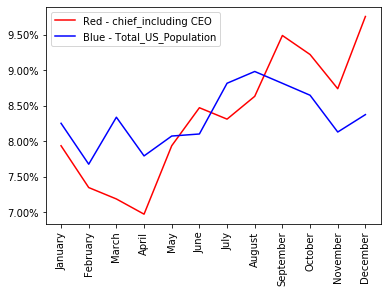 Red - chief_including CEO
Blue - Total_US_Population
9.50%
9.00%
8.50%
8.00%
7.50%
7.00%
January
February
March
April
May
June
July
August
September
October
November
December